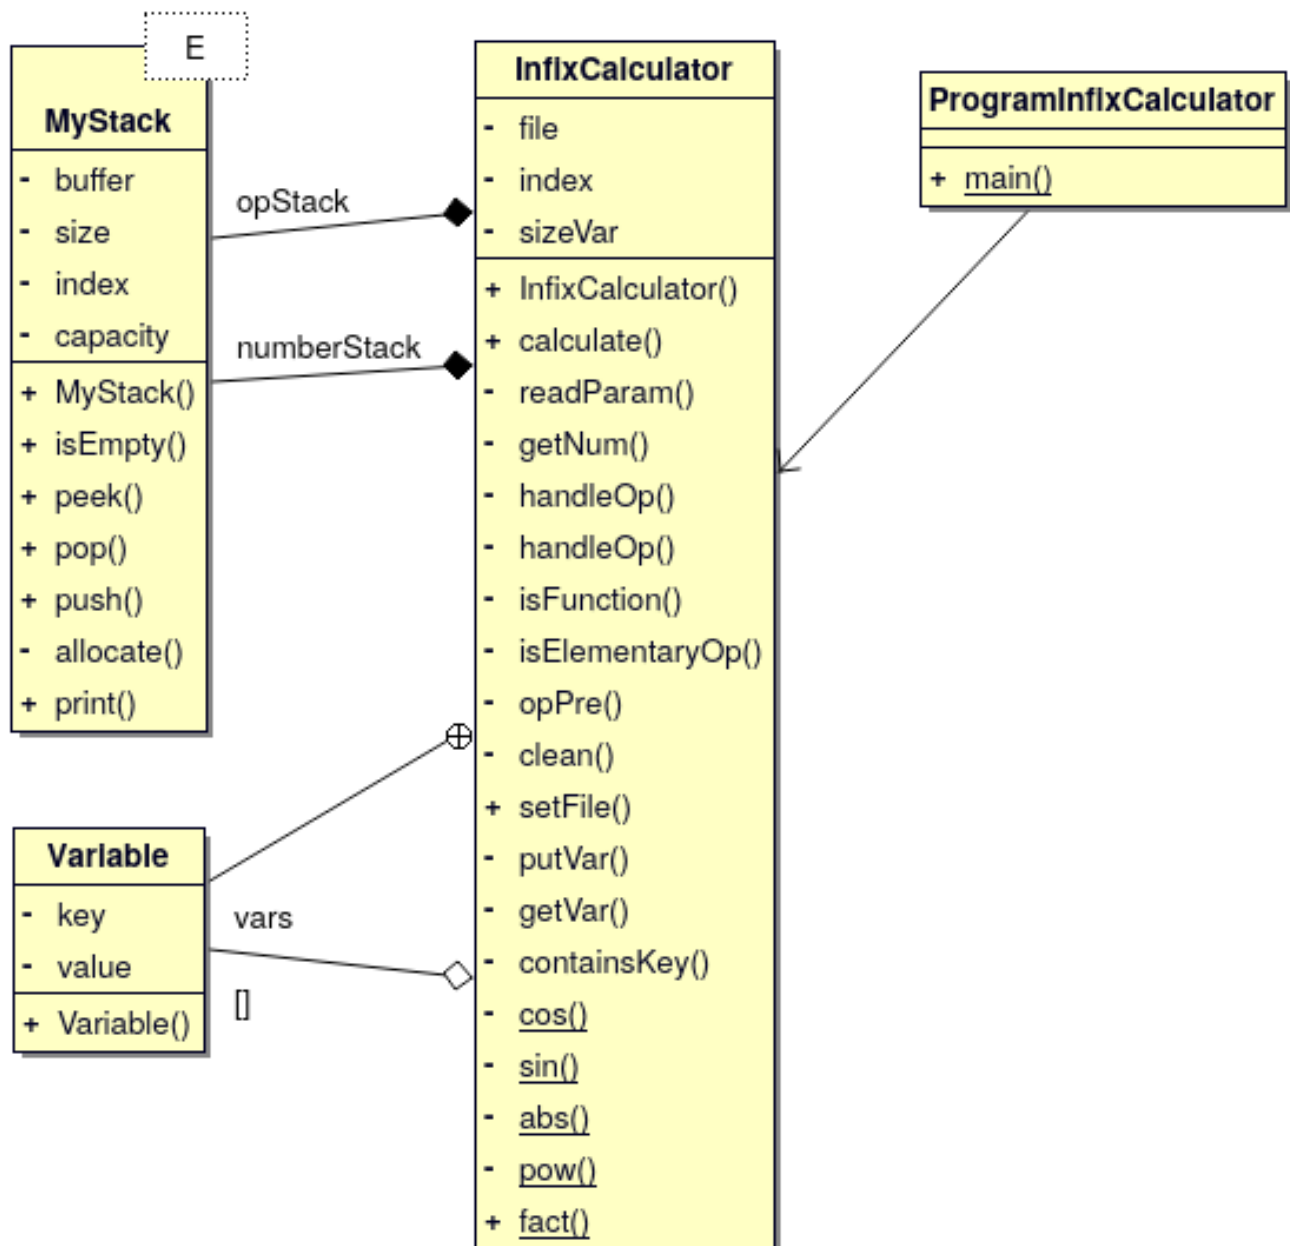 E
MyStack
- buffer
- size
- index
- capacity
+ MyStack()
+ isEmpty()
+ peek()
+ pop()
+ push()
- allocate()
+ print()
opStack
numberStack
InfixCalculator
- file
- index
- sizeVar
+ InfixCalculator()
+ calculate()
- readParam()
- getNum()
- handleOp()
- handleOp()
- isFunction()
- isElementaryOp()
- opPre()
- clean()
+ setFile()
- putVar()
- getVar()
- containsKey()
- cos()
- sin()
- abs()
- pow()
+ fact()
ProgramInfixCalculator
+ main()
Variable
- key
- value
+ Variable()
vars
[]